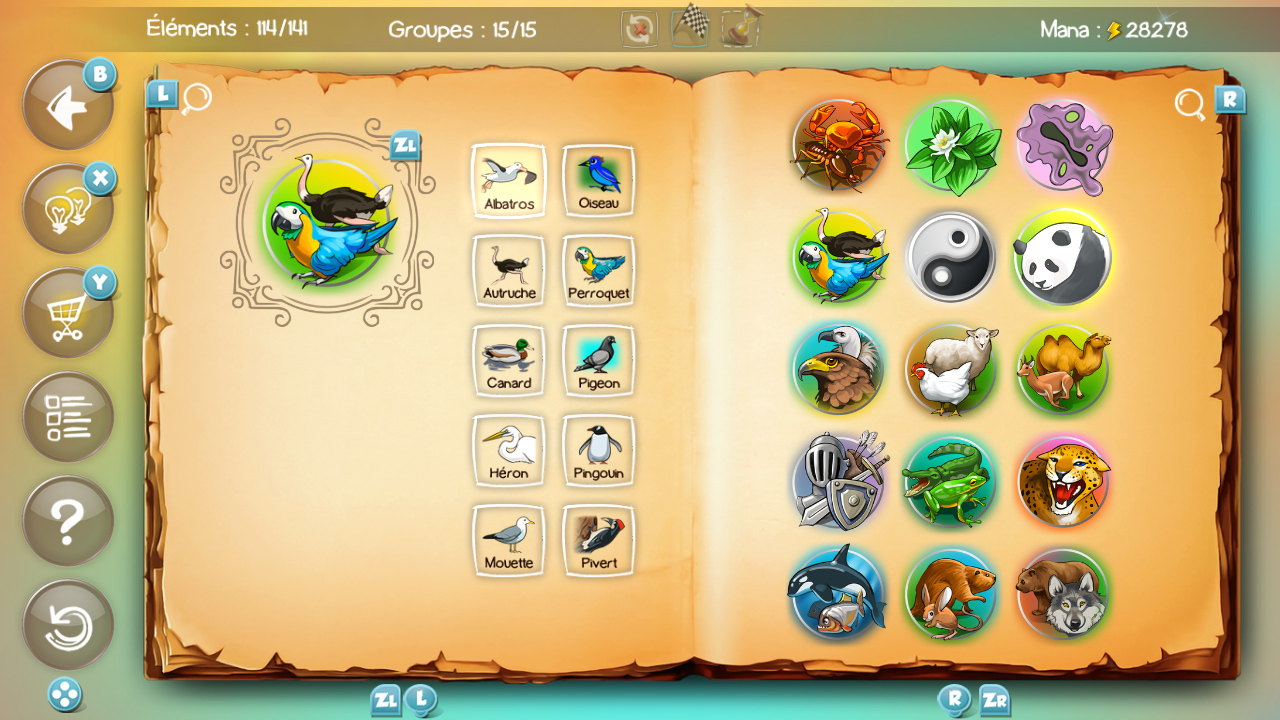 Éléments : 114/141
Groupes : 15/15
Mana : 28278
B
L
R
ZL
X
Albatros
Oiseau
Y
Autruche
Perroquet
Canard
Pigeon
?
Héron
Pingouin
Mouette
Pivert
ZL
L
R
ZR